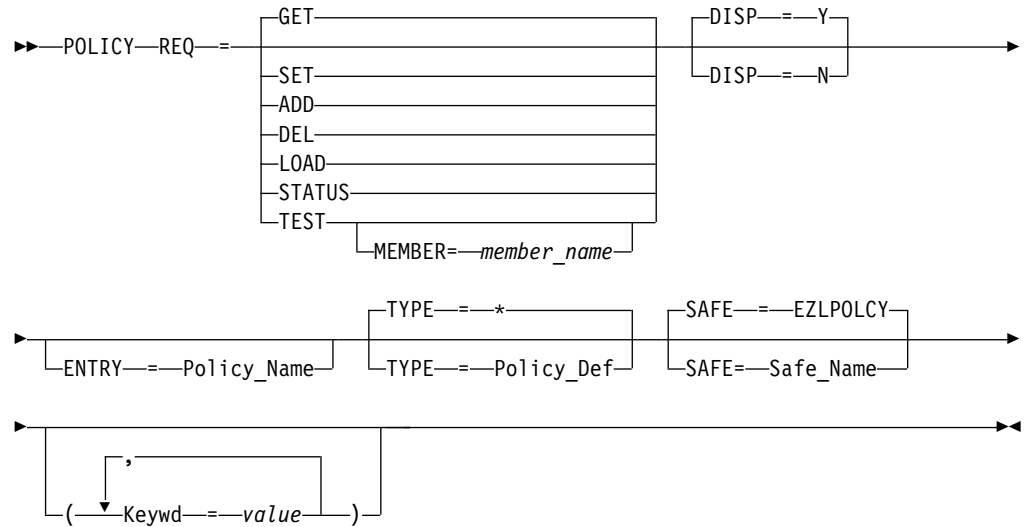 GET DISP = Y
POLICY REQ = DISP = N
SET
ADD
DEL
LOAD
STATUS
TEST
MEMBER= member_name
TYPE = * SAFE = EZLPOLCY
ENTRY = Policy_Name TYPE = Policy_Def SAFE= Safe_Name
,
( Keywd = value )